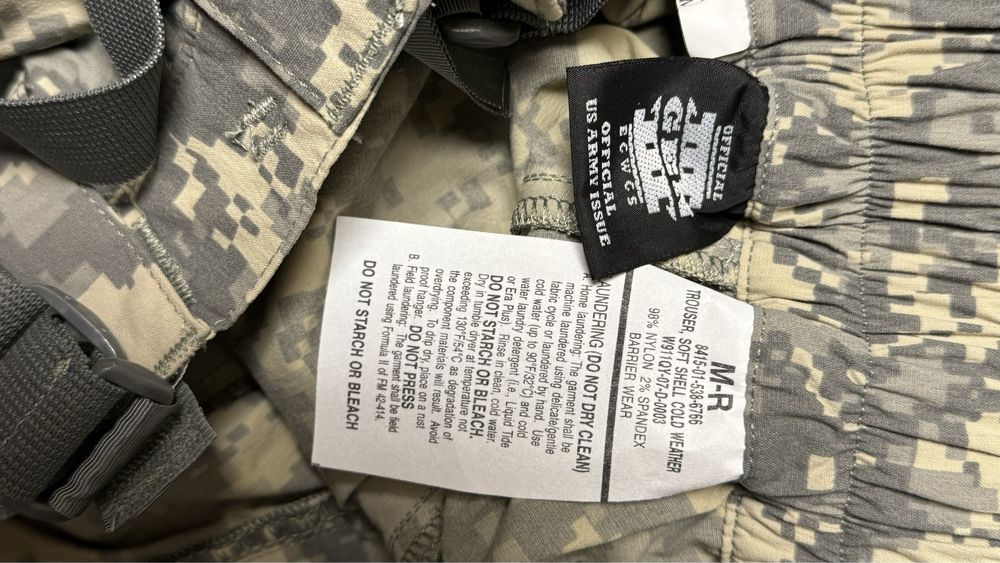 OFFICIAL
GEN
ECWCS
OFFICIAL
US ARMY ISSUE
M-R
TROUSER, SOFT SHELL COLD WEATHER
8415-01-538-6766
W911QY-07-D-0003
98% NYLON 2% SPANDEX
BARRIER WEAR
LAUNDERING (DO NOT DRY CLEAN)
A. Home laundering: The garment shall be
machine laundered using delicate/gentle
fabric cycle or laundered by hand. Use
cold water (up to 90°F/32°C) and cold
water laundry detergent (i.e., Liquid Tide
or Era Plus). Rinse in clean, cold water.
DO NOT STARCH OR BLEACH.
Dry in tumble dryer at temperature not
exceeding 130°F/54°C as degradation of
the component materials will result. Avoid
overdrying. To drip dry, place on a rust
proof hanger. DO NOT PRESS
B. Field laundering: The garment shall be field
laundered using Formula II of FM 42-414.
DO NOT STARCH OR BLEACH